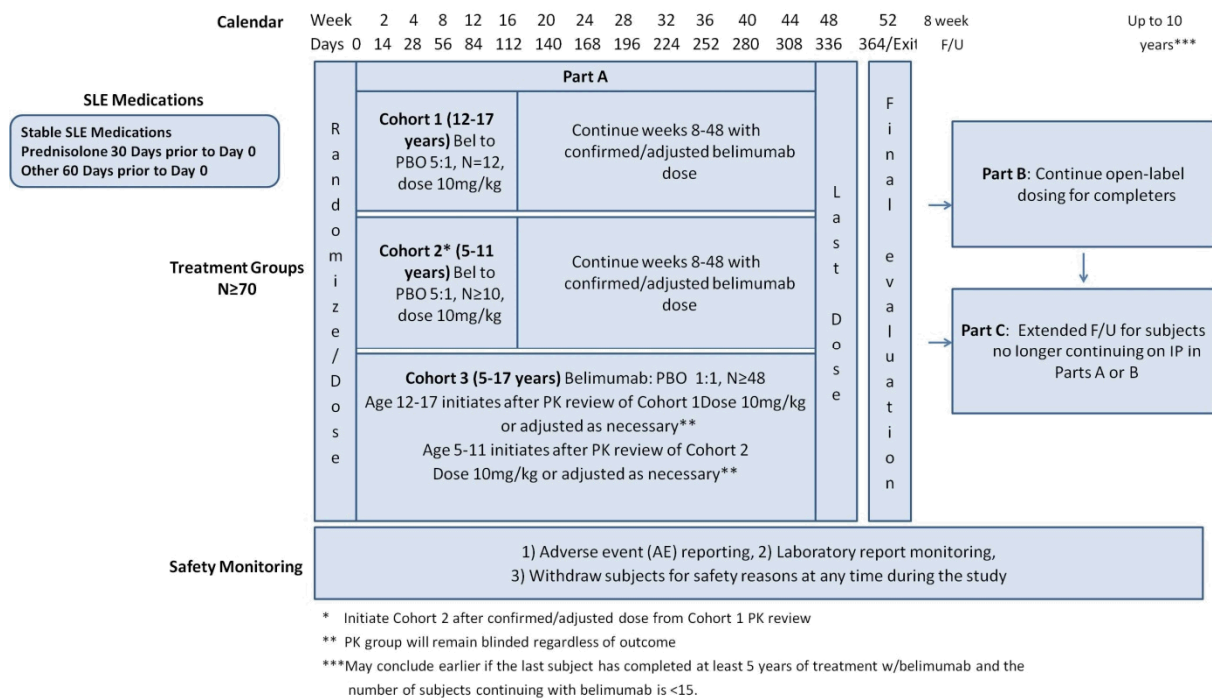 Calendar
Week 2 4 8 12 16 20 24 28 32 36 40 44 48 52 8 week Up to 10
Days 0 14 28 56 84 112 140 168 196 224 252 280 308 336 364/Exit F/U years***
SLE Medications
Stable SLE Medications
Prednisolone 30 Days prior to Day 0
Other 60 Days prior to Day 0
Treatment Groups
N≥70
Randomize/Dose
Part A
Cohort 1 (12-17
years) Bel to
PBO 5:1, N=12,
dose 10mg/kg
Continue weeks 8-48 with
confirmed/adjusted belimumab
dose
Cohort 2* (5-11
years) Bel to
PBO 5:1, N≥10,
dose 10mg/kg
Continue weeks 8-48 with
confirmed/adjusted belimumab
dose
Cohort 3 (5-17 years) Belimumab: PBO 1:1, N≥48
Age 12-17 initiates after PK review of Cohort 1Dose 10mg/kg
or adjusted as necessary**
Age 5-11 initiates after PK review of Cohort 2
Dose 10mg/kg or adjusted as necessary**
Last Dose
Final evaluation
Part B: Continue open-label
dosing for completers
Part C: Extended F/U for subjects
no longer continuing on IP in
Parts A or B
Safety Monitoring
1) Adverse event (AE) reporting, 2) Laboratory report monitoring,
3) Withdraw subjects for safety reasons at any time during the study
* Initiate Cohort 2 after confirmed/adjusted dose from Cohort 1 PK review
** PK group will remain blinded regardless of outcome
***May conclude earlier if the last subject has completed at least 5 years of treatment w/belimumab and the
number of subjects continuing with belimumab is <15.